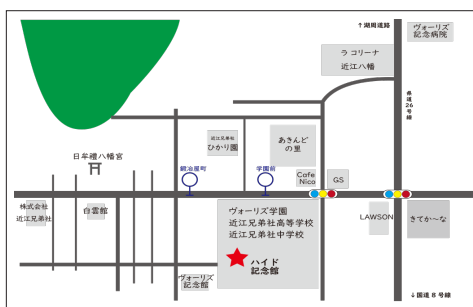 ↑湖周道路
ヴォーリズ
記念病院
ラ コリーナ
近江八幡
県道26号線
近江兄弟社
ひかり園
あきんど
の里
日牟禮八幡宮
鍛冶屋町
学園前
Cafe
Nico
GS
株式会社
近江兄弟社
白雲館
ヴォーリズ学園
近江兄弟社高等学校
近江兄弟社中学校
LAWSON
きてか〜な
ハイド
記念館
ヴォーリズ
記念館
↓国道8号線